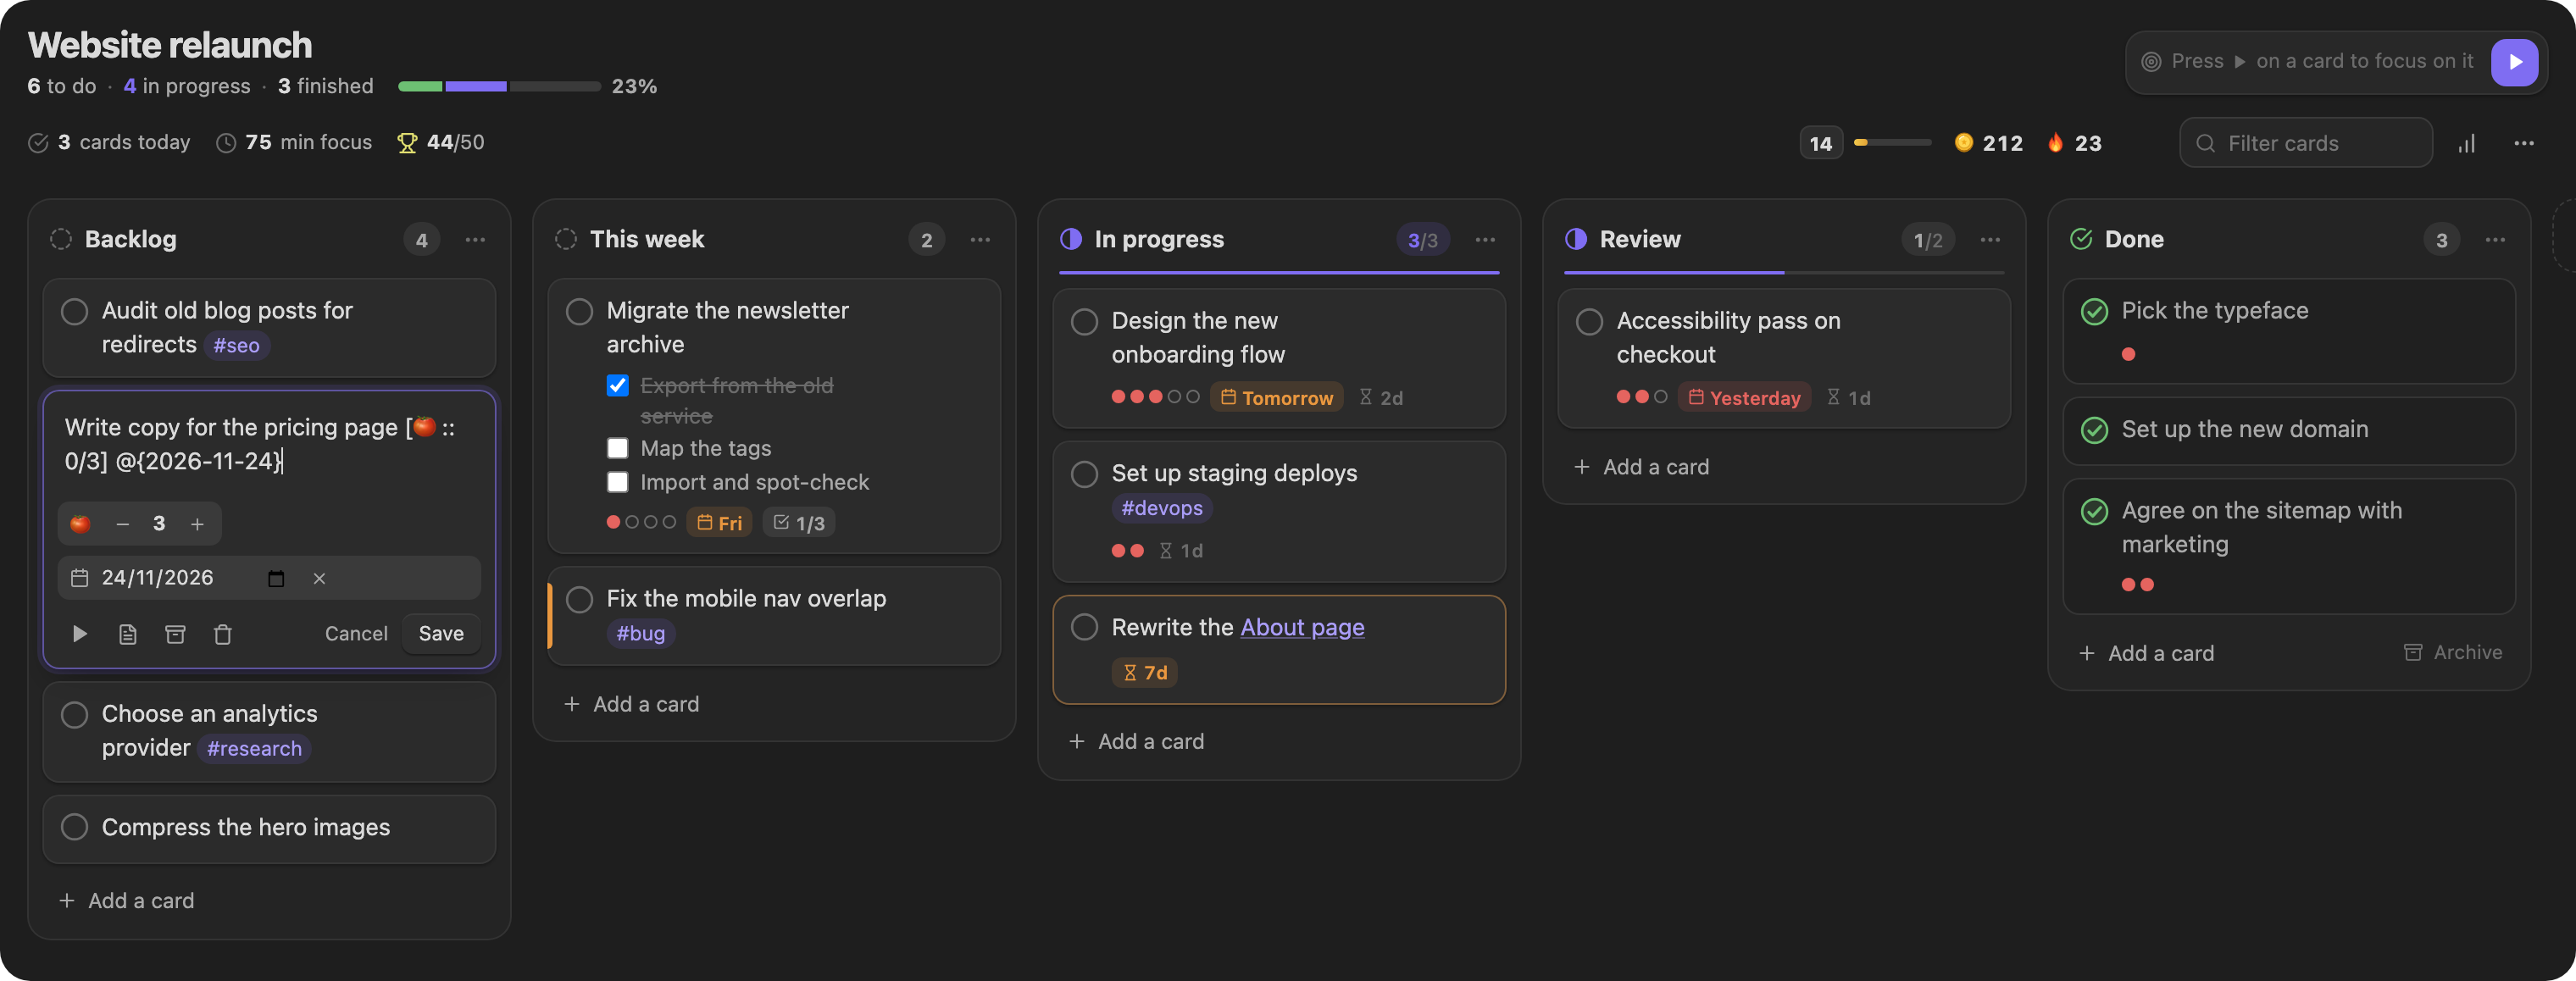 Website relaunch
Press ▶ on a card to focus on it
6 to do · 4 in progress · 3 finished 23%
3 cards today 75 min focus 44/50
14 212 23 Filter cards
Backlog 4
Audit old blog posts for
redirects #seo
Write copy for the pricing page [🍅 ::
0/3] @{2026-11-24}
3
24/11/2026
Cancel Save
Choose an analytics
provider #research
Compress the hero images
+ Add a card
This week 2
Migrate the newsletter
archive
Export from the old
service
Map the tags
Import and spot-check
Fri 1/3
Fix the mobile nav overlap
#bug
+ Add a card
In progress 3/3
Design the new
onboarding flow
Tomorrow 2d
Set up staging deploys
#devops
1d
Rewrite the About page
7d
+ Add a card
Review 1/2
Accessibility pass on
checkout
Yesterday 1d
+ Add a card
Done 3
Pick the typeface
Set up the new domain
Agree on the sitemap with
marketing
+ Add a card Archive